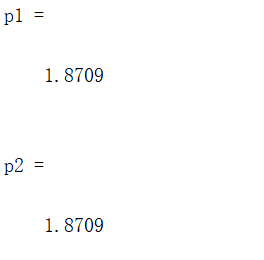 p1 =
1.8709
p2 =
1.8709